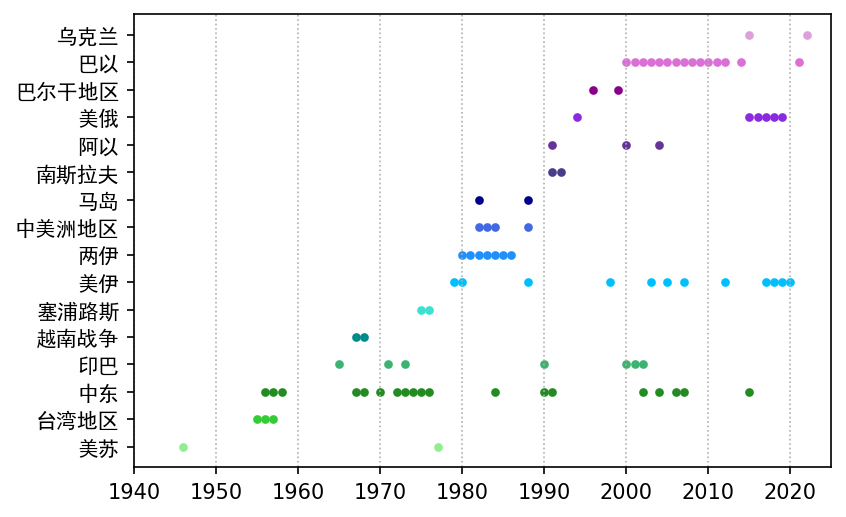 乌克兰
巴以
巴尔干地区
美俄
阿以
南斯拉夫
马岛
中美洲地区
两伊
美伊
塞浦路斯
越南战争
印巴
中东
台湾地区
美苏
1940 1950 1960 1970 1980 1990 2000 2010 2020